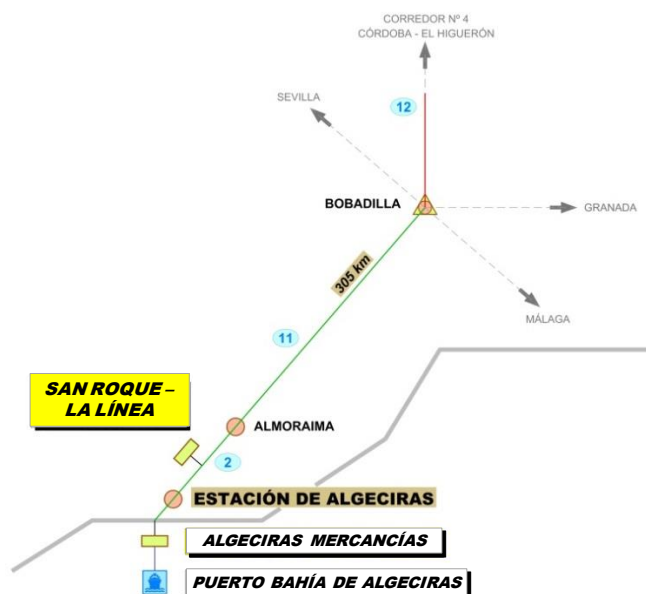 CORREDOR Nº 4
CÓRDOBA - EL HIGUERÓN
SEVILLA
12
BOBADILLA
GRANADA
305 km
MÁLAGA
11
SAN ROQUE –
LA LÍNEA
ALMORAIMA
2
ESTACIÓN DE ALGECIRAS
ALGECIRAS MERCANCÍAS
PUERTO BAHÍA DE ALGECIRAS